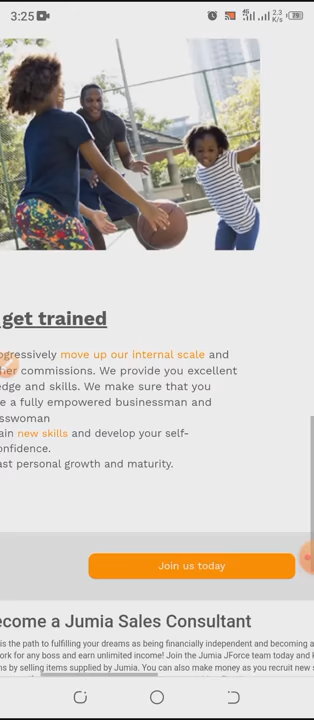 3:25
4G
2.3
K/s
39
get trained
ogressively move up our internal scale and
her commissions. We provide you excellent
edge and skills. We make sure that you
e a fully empowered businessman and
sswoman
ain new skills and develop your self-
onfidence.
ast personal growth and maturity.
Join us today
ecome a Jumia Sales Consultant
is the path to fulfilling your dreams as being financially independent and becoming a
ork for any boss and earn unlimited income! Join the Jumia JForce team today and
ns by selling items supplied by Jumia. You can also make money as you recruit new s